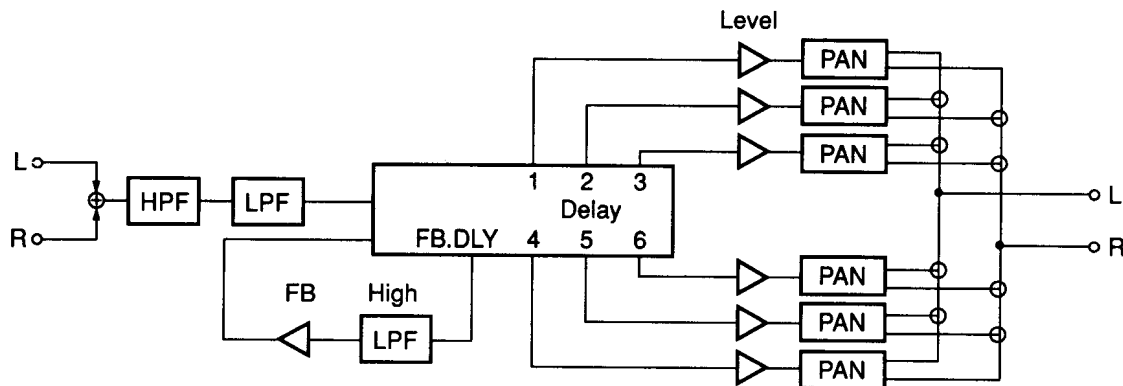 Level
PAN
PAN
PAN
L
R
HPF
LPF
1 2 3
Delay
FB.DLY 4 5 6
L
R
FB
High
LPF
PAN
PAN
PAN